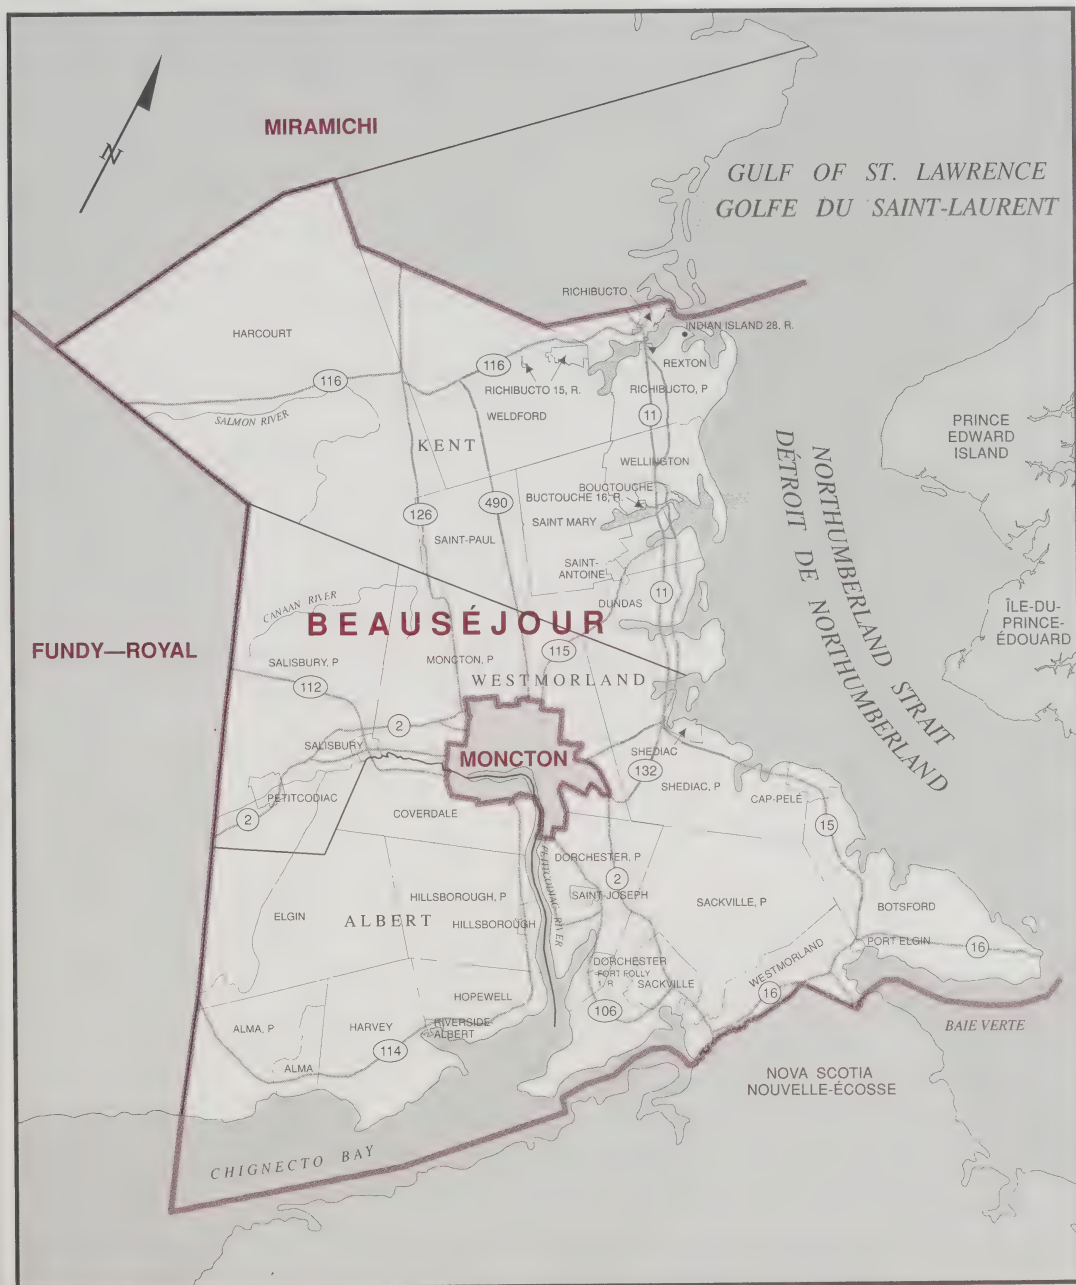 N
MIRAMICHI
GULF OF ST. LAWRENCE
GOLFE DU SAINT-LAURENT
RICHIBUCTO
INDIAN ISLAND 28, R.
HARCOURT
REXTON
116
RICHIBUCTO 15, R.
RICHIBUCTO, P
116
SALMON RIVER
WELDFORD
11
KENT
PRINCE
EDWARD
ISLAND
NORTHUMBERLAND STRAIT
DÉTROIT DE NORTHUMBERLAND
WELLINGTON
BOUCTOUCHE
BUCTOUCHE 16, R.
490
126
SAINT MARY
SAINT-PAUL
SAINT-
ANTOINE
DUNDAS
11
CANAAN RIVER
BEAUSÉJOUR
ÎLE-DU-
PRINCE-
ÉDOUARD
FUNDY—ROYAL
115
SALISBURY, P
MONCTON, P
WESTMORLAND
112
2
SALISBURY
MONCTON
SHEDIAC
132
SHEDIAC, P
PETITCODIAC
CAP-PELÉ
2
COVERDALE
15
PETITCODIAC RIVER
DORCHESTER, P
2
SAINT-JOSEPH
HILLSBOROUGH, P
SACKVILLE, P
BOTSFORD
ELGIN
ALBERT
HILLSBOROUGH
PORT ELGIN
16
WESTMORLAND
DORCHESTER
FORT FOLLY
1, R
SACKVILLE
16
HOPEWELL
106
ALMA, P
HARVEY
RIVERSIDE-
ALBERT
BAIE VERTE
114
ALMA
NOVA SCOTIA
NOUVELLE-ÉCOSSE
CHIGNECTO BAY